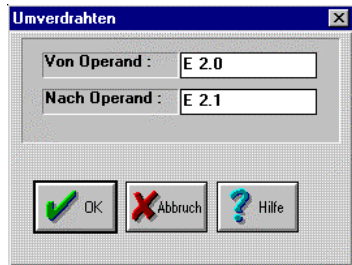 Umverdrahten
Von Operand : E 2.0
Nach Operand : E 2.1
OK Abbruch Hilfe